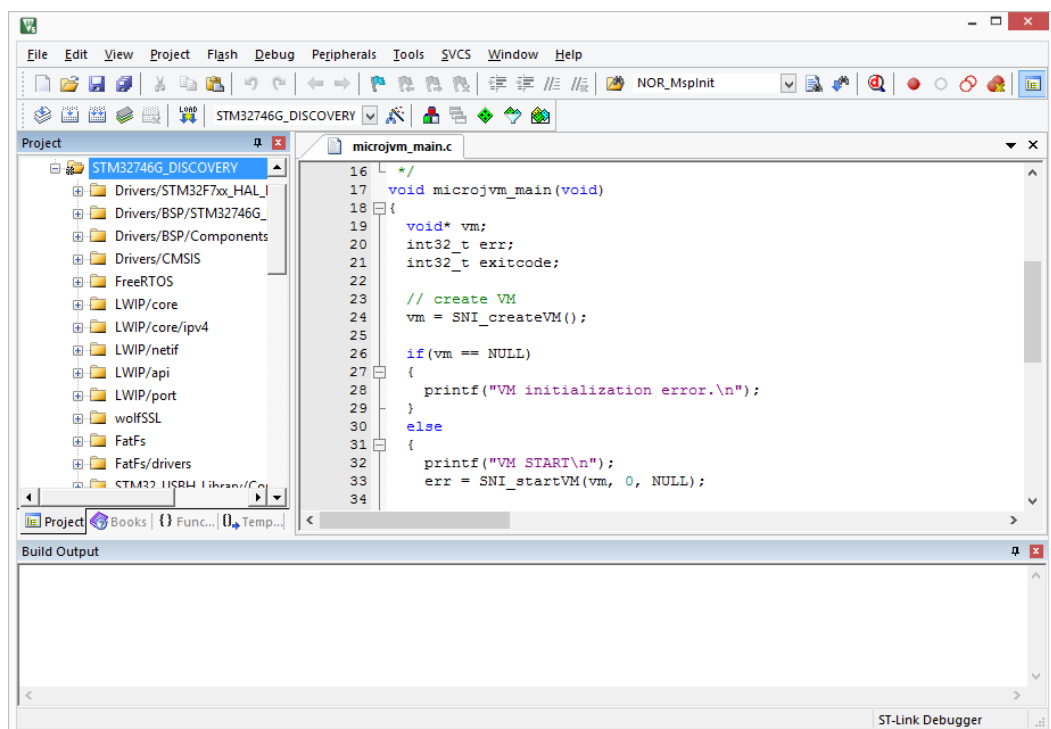 File Edit View Project Flash Debug Peripherals Tools SVCS Window Help
NOR_MspInit
LOAD STM32746G_DISCOVERY
Project
STM32746G_DISCOVERY
Drivers/STM32F7xx_HAL_
Drivers/BSP/STM32746G_
Drivers/BSP/Components
Drivers/CMSIS
FreeRTOS
LWIP/core
LWIP/core/ipv4
LWIP/netif
LWIP/api
LWIP/port
wolfSSL
FatFs
FatFs/drivers
STM32_USBH_Library/Co
Project Books {} Func... 0 Temp...
microjvm_main.c
16 */
17 void microjvm_main(void)
18 {
19 void* vm;
20 int32_t err;
21 int32_t exitcode;
22
23 // create VM
24 vm = SNI_createVM();
25
26 if(vm == NULL)
27 {
28 printf("VM initialization error.\n");
29 }
30 else
31 {
32 printf("VM START\n");
33 err = SNI_startVM(vm, 0, NULL);
34
Build Output
ST-Link Debugger